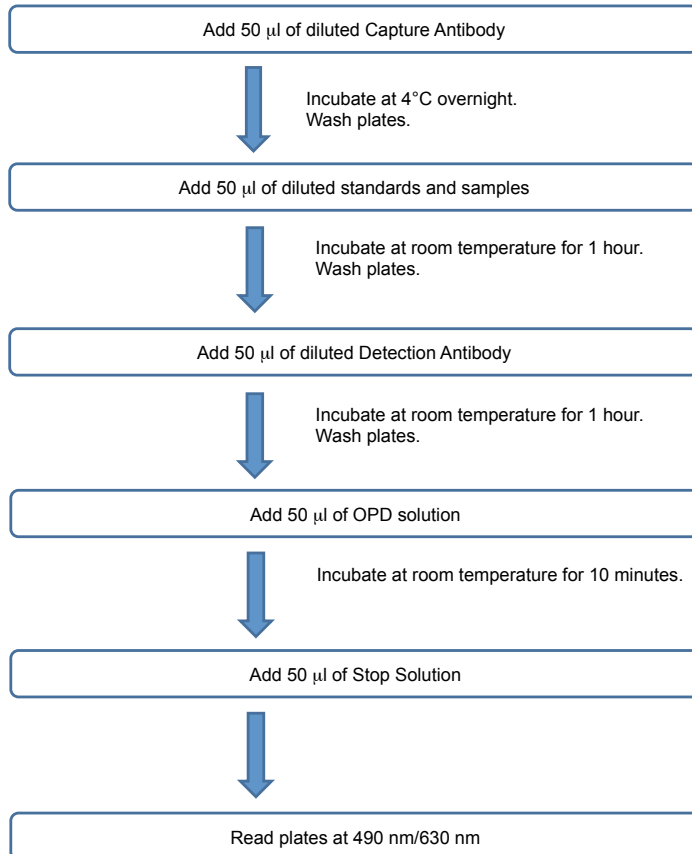 Add 50 μl of diluted Capture Antibody
Incubate at 4°C overnight.
Wash plates.
Add 50 μl of diluted standards and samples
Incubate at room temperature for 1 hour.
Wash plates.
Add 50 μl of diluted Detection Antibody
Incubate at room temperature for 1 hour.
Wash plates.
Add 50 μl of OPD solution
Incubate at room temperature for 10 minutes.
Add 50 μl of Stop Solution
Read plates at 490 nm/630 nm